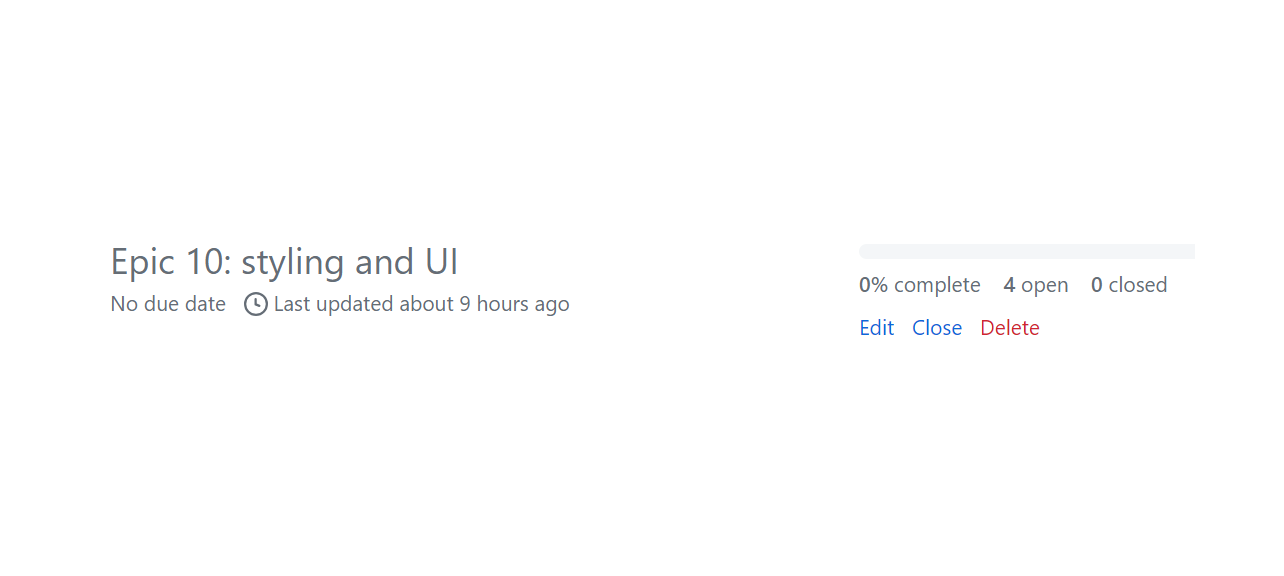 Epic 10: styling and UI
No due date Last updated about 9 hours ago
0% complete 4 open 0 closed
Edit Close Delete